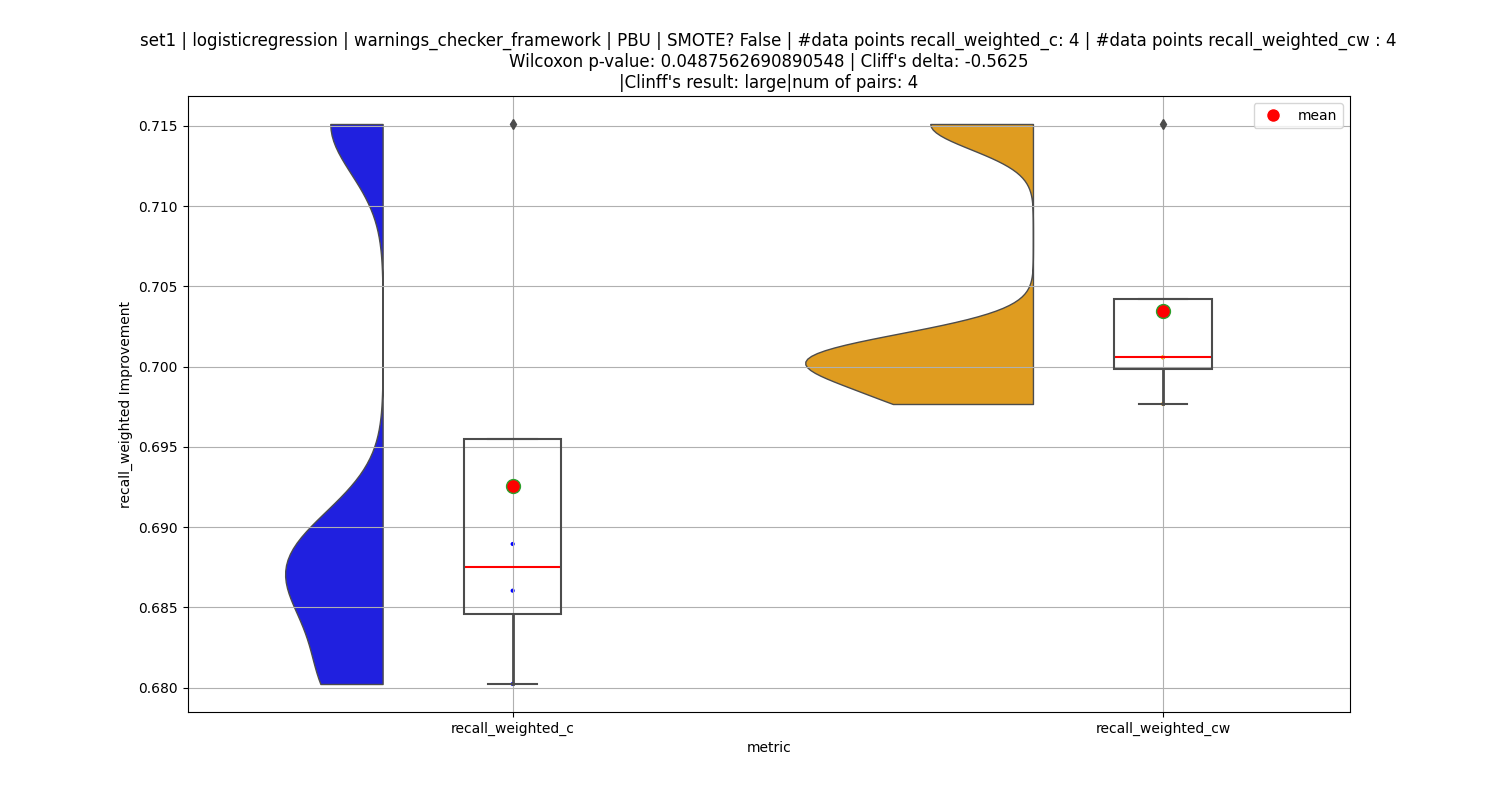 set1 | logisticregression | warnings_checker_framework | PBU | SMOTE? False | #data points recall_weighted_c: 4 | #data points recall_weighted_cw : 4
Wilcoxon p-value: 0.0487562690890548 | Cliff's delta: -0.5625
|Clinff's result: large|num of pairs: 4
mean
0.715
0.710
0.705
0.700
0.695
0.690
0.685
0.680
recall_weighted Improvement
recall_weighted_c
recall_weighted_cw
metric